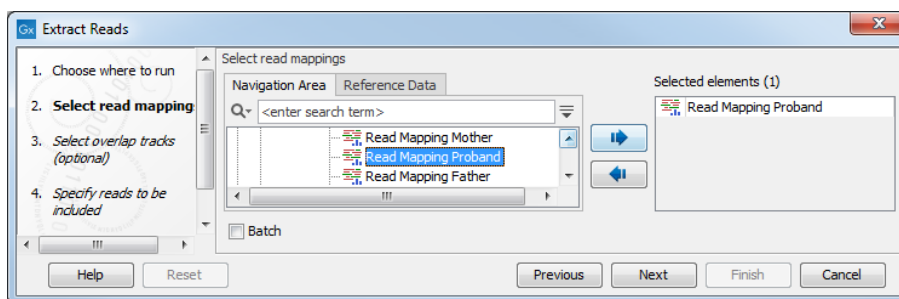 Gx Extract Reads
X
1. Choose where to run
2. Select read mapping
3. Select overlap tracks
(optional)
4. Specify reads to be
included
Select read mappings
Navigation Area Reference Data
<enter search term>
Read Mapping Mother
Read Mapping Proband
Read Mapping Father
Batch
Selected elements (1)
Read Mapping Proband
Help Reset Previous Next Finish Cancel